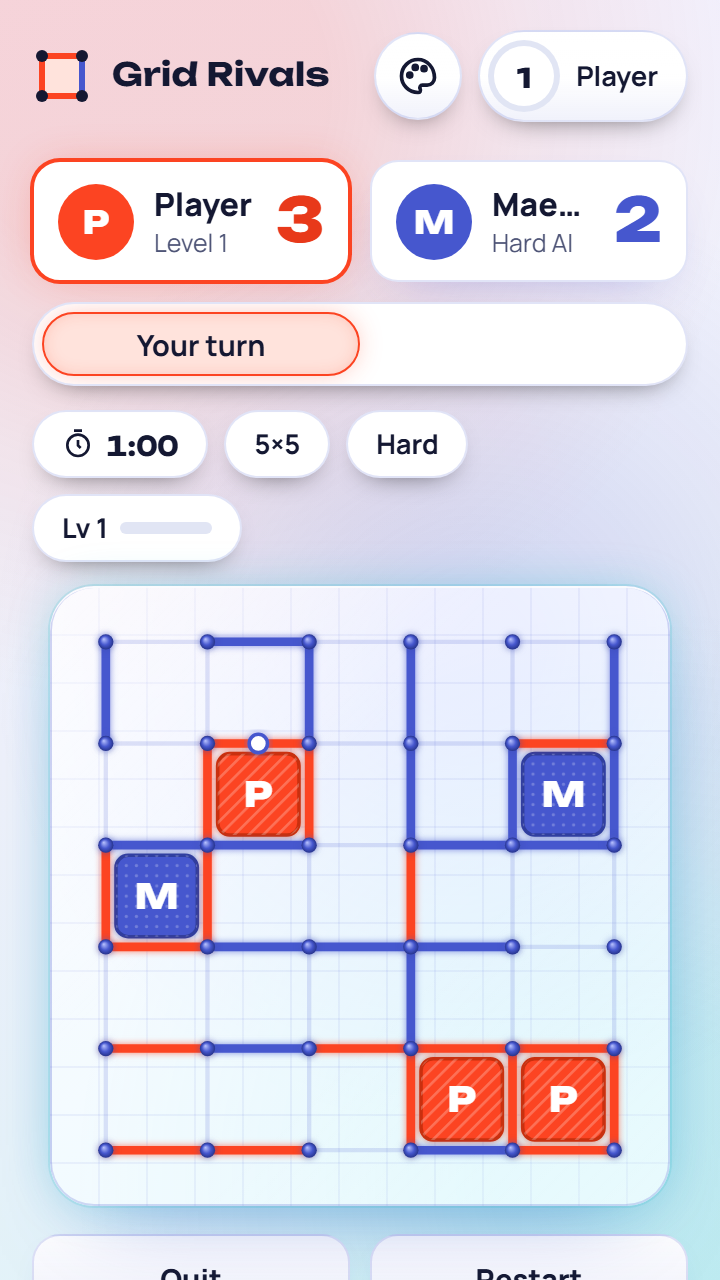 Grid Rivals
1 Player
P Player 3
Level 1
M Mae... 2
Hard AI
Your turn
1:00 5×5 Hard
Lv 1
P M
M
P P
Quit Restart